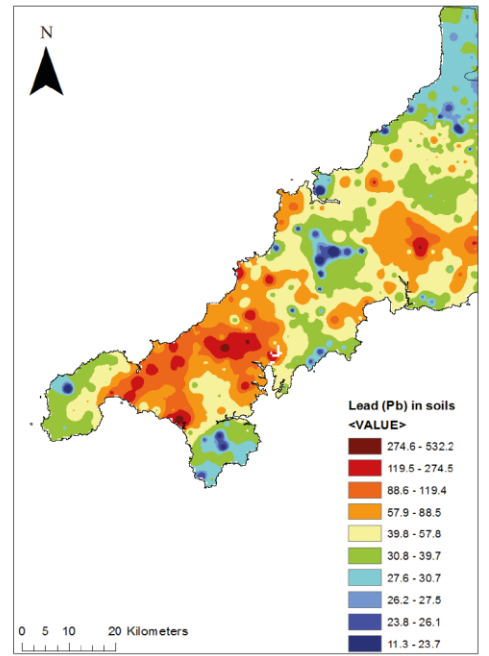 N
Lead (Pb) in soils
<VALUE>
274.6 - 532.2
119.5 - 274.5
88.6 - 119.4
57.9 - 88.5
39.8 - 57.8
30.8 - 39.7
27.6 - 30.7
26.2 - 27.5
23.8 - 26.1
11.3 - 23.7
0 5 10 20 Kilometers